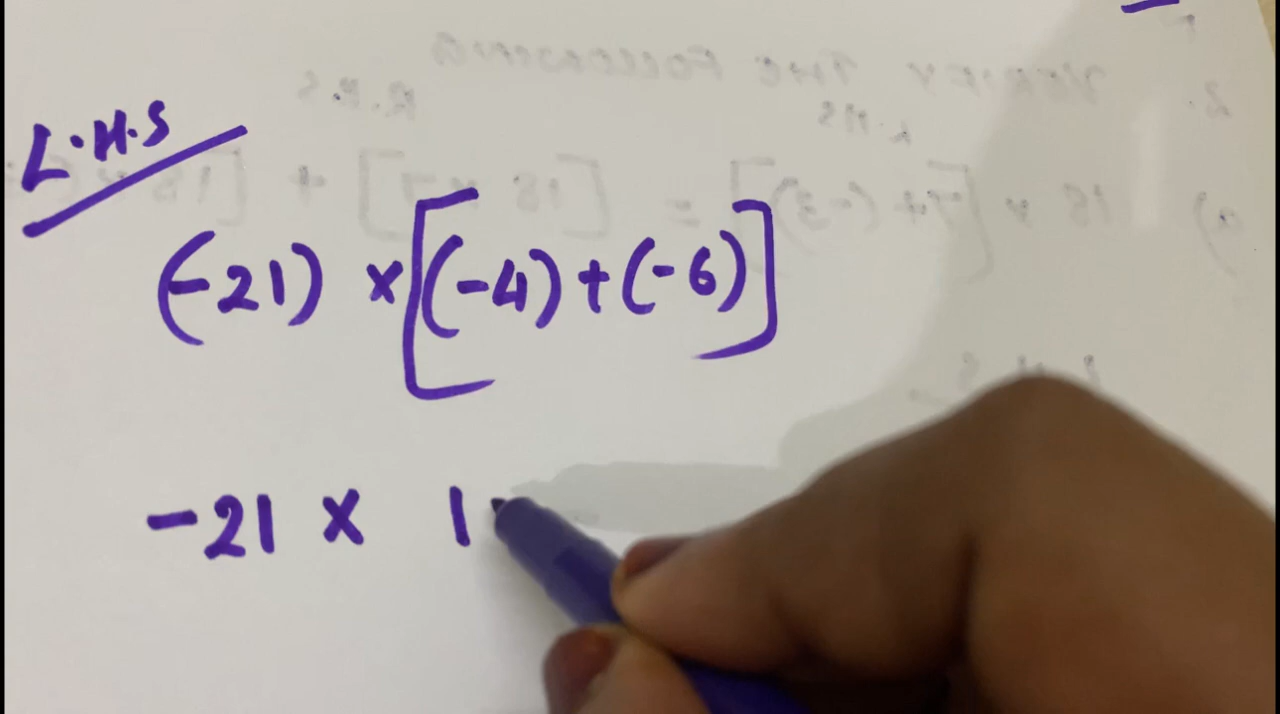 L.H.S
(-21) × [(-4) + (-6)]
-21 × 1